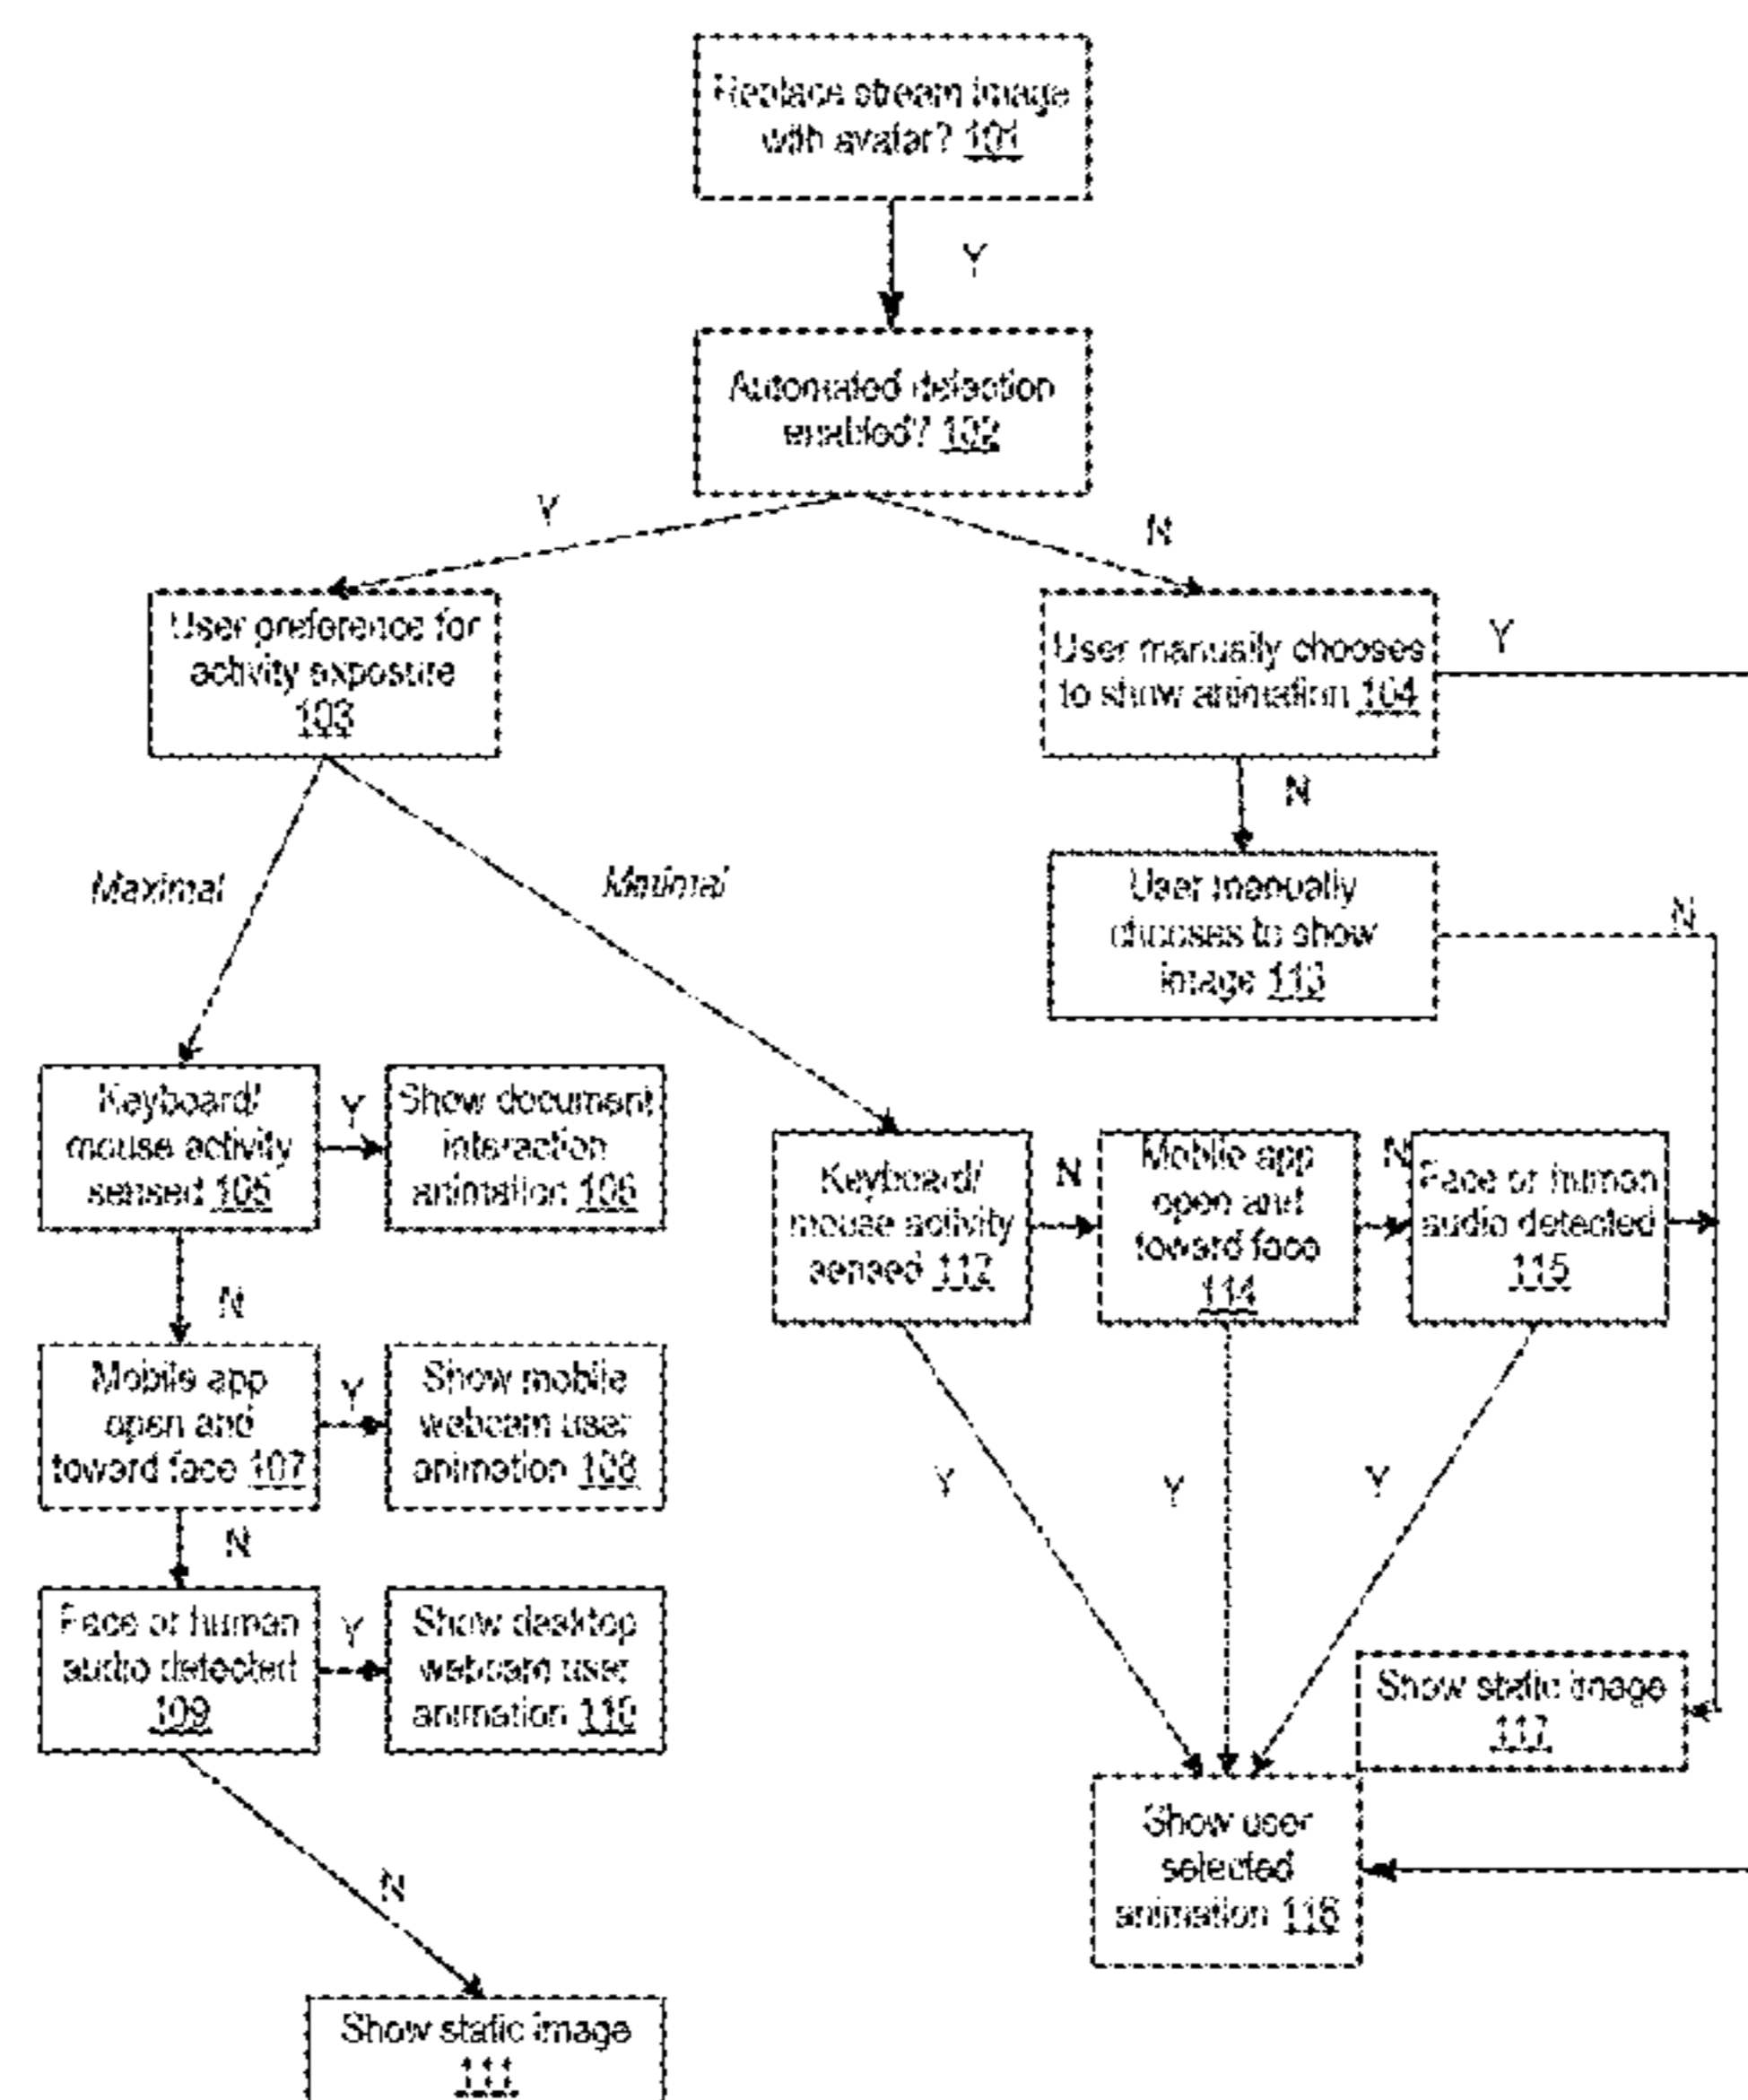 Replace stream image
with avatar? 101
Y
Automated detection
enabled? 102
Y
N
User preference for
activity exposure
103
User manually chooses
to show animation 104
Y
N
Maximal
Minimal
User manually
chooses to show
image 113
N
Keyboard/
mouse activity
sensed 105
Y
Show document
interaction
animation 106
Keyboard/
mouse activity
sensed 112
N
Mobile app
open and
toward face
114
N
Face or human
audio detected
115
N
Mobile app
open and
toward face 107
Y
Show mobile
webcam user
animation 108
Y
Y
Y
N
Face or human
audio detected
109
Y
Show desktop
webcam user
animation 110
Show static image
117
Show user
selected
animation 116
N
Show static image
111